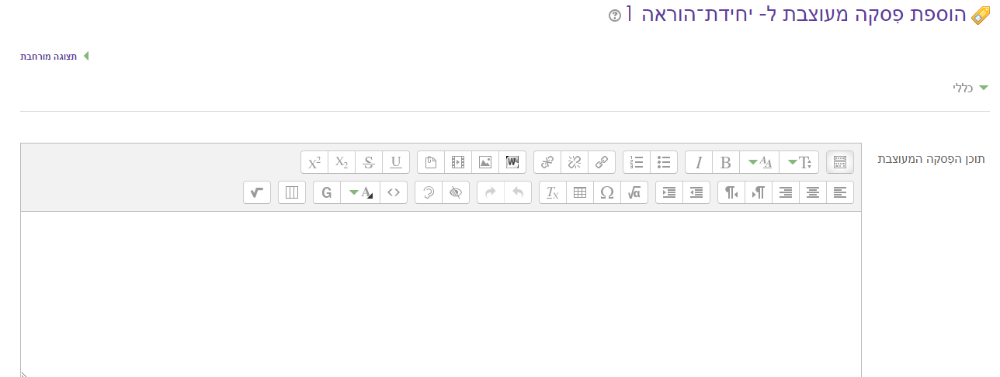 הוספת פִסקה מעוצבת ל- יחידת־הוראה 1
תצוגה מורחבת
כללי
תוכן הפִסקה המעוצבת